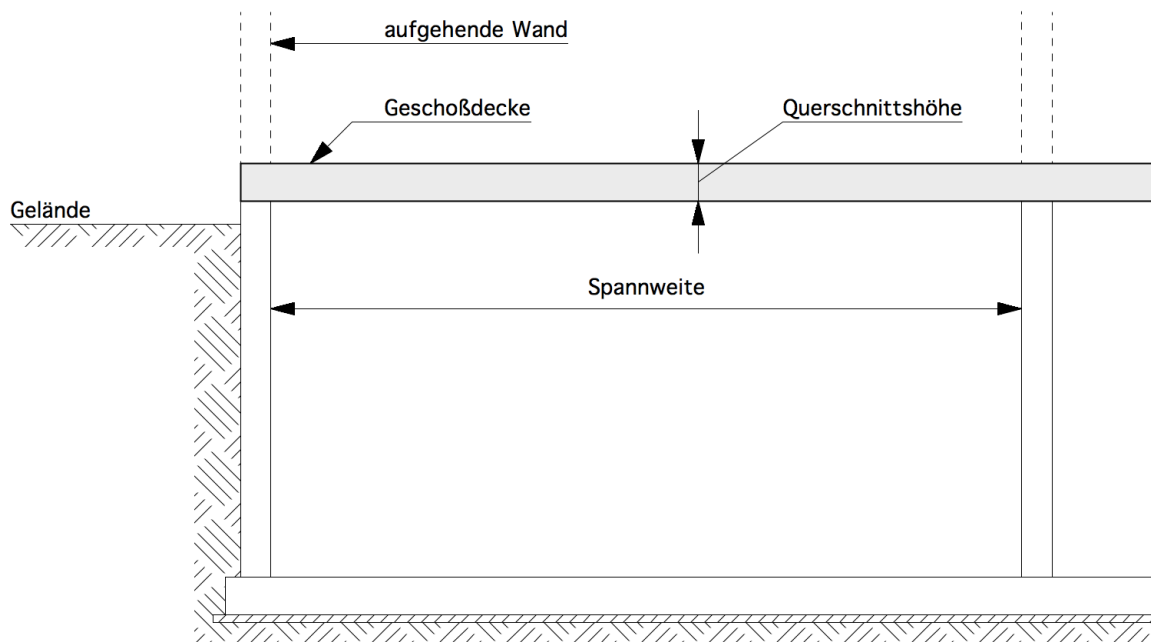 aufgehende Wand
Geschoßdecke
Querschnittshöhe
Gelände
Spannweite